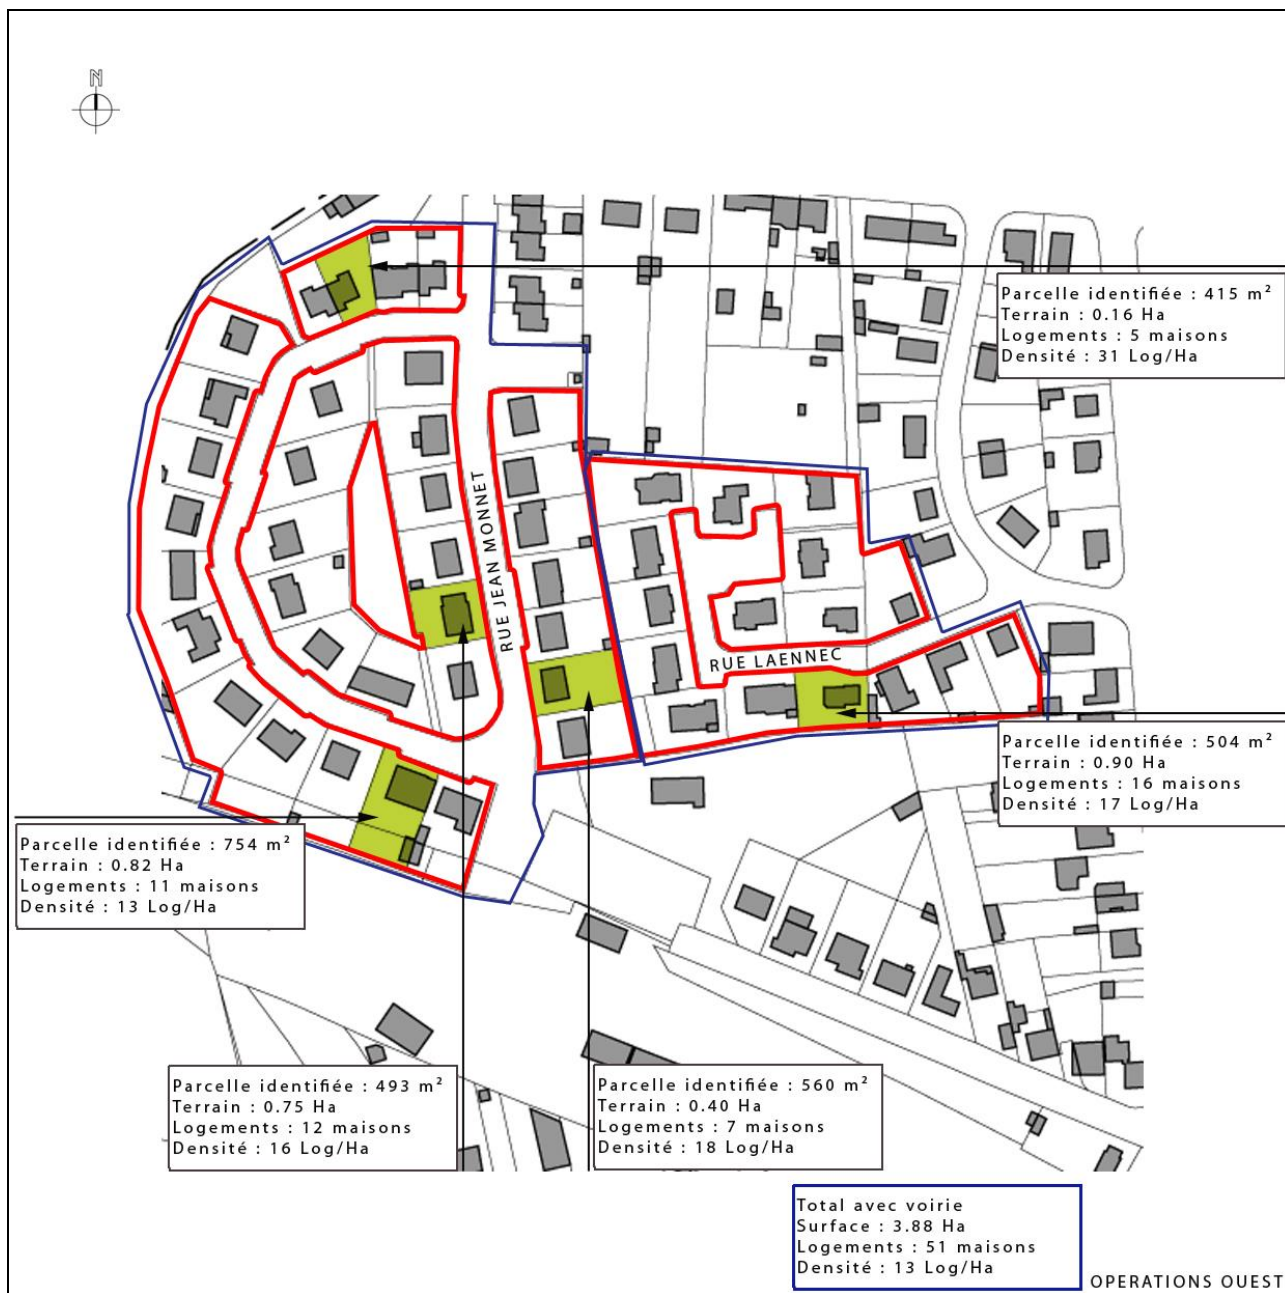 N
Parcelle identifiée : 415 m²
Terrain : 0.16 Ha
Logements : 5 maisons
Densité : 31 Log/Ha
RUE JEAN MONNET
RUE LAENNEC
Parcelle identifiée : 504 m²
Terrain : 0.90 Ha
Logements : 16 maisons
Densité : 17 Log/Ha
Parcelle identifiée : 754 m²
Terrain : 0.82 Ha
Logements : 11 maisons
Densité : 13 Log/Ha
Parcelle identifiée : 493 m²
Terrain : 0.75 Ha
Logements : 12 maisons
Densité : 16 Log/Ha
Parcelle identifiée : 560 m²
Terrain : 0.40 Ha
Logements : 7 maisons
Densité : 18 Log/Ha
Total avec voirie
Surface : 3.88 Ha
Logements : 51 maisons
Densité : 13 Log/Ha
OPERATIONS OUEST